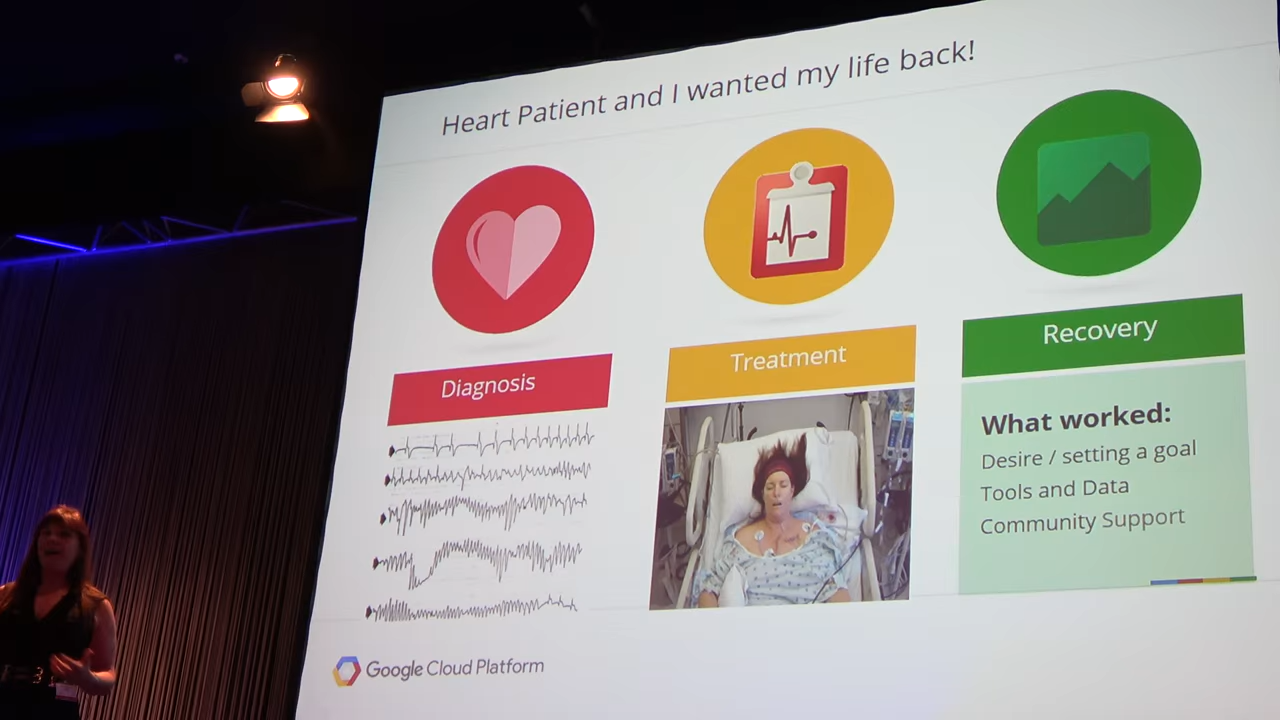 Heart Patient and I wanted my life back!
Diagnosis
Treatment
Recovery
What worked:
Desire / setting a goal
Tools and Data
Community Support
Google Cloud Platform